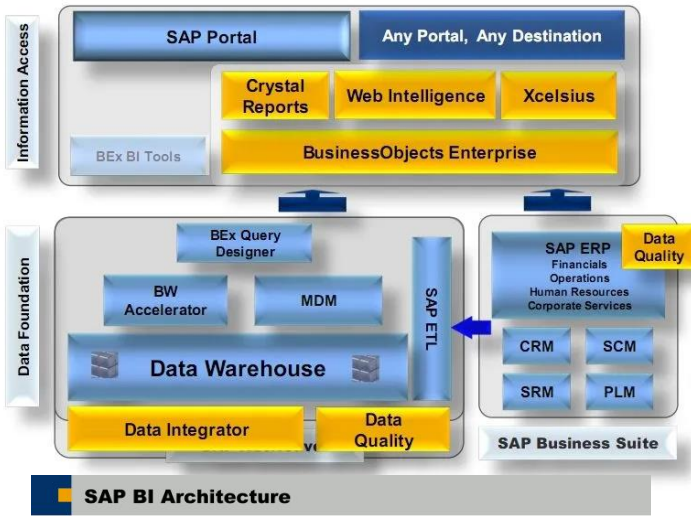 Information Access
SAP Portal
Any Portal, Any Destination
Crystal
Reports
Web Intelligence
Xcelsius
BEx BI Tools
BusinessObjects Enterprise
Data Foundation
BEx Query
Designer
BW
Accelerator
MDM
SAP ETL
Data Warehouse
Data Integrator
Data
Quality
SAP ERP
Financials
Operations
Human Resources
Corporate Services
Data
Quality
CRM
SCM
SRM
PLM
SAP Business Suite
SAP BI Architecture